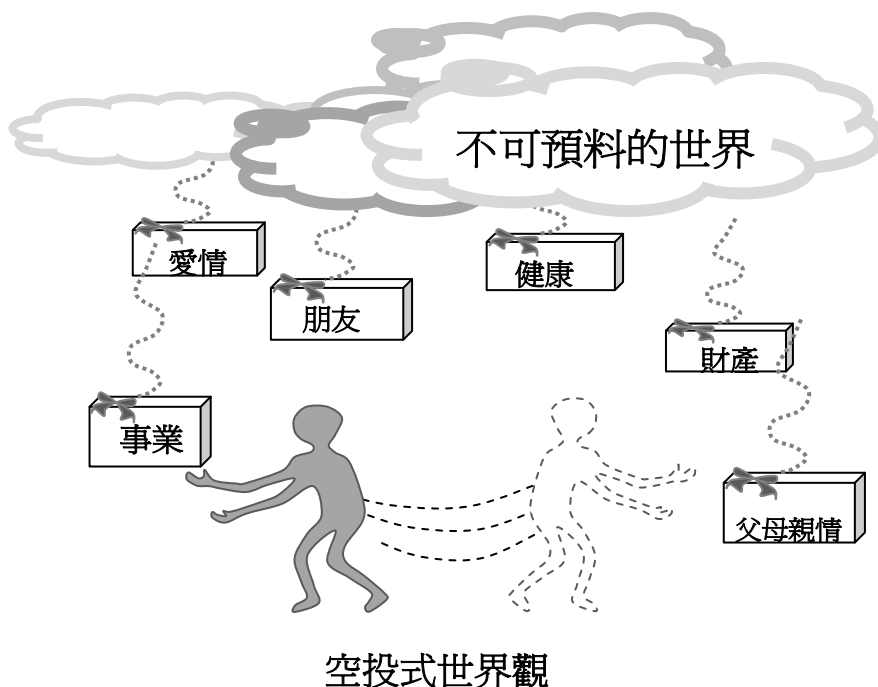 不可預料的世界
愛情
朋友
健康
財產
事業
父母親情
空投式世界觀